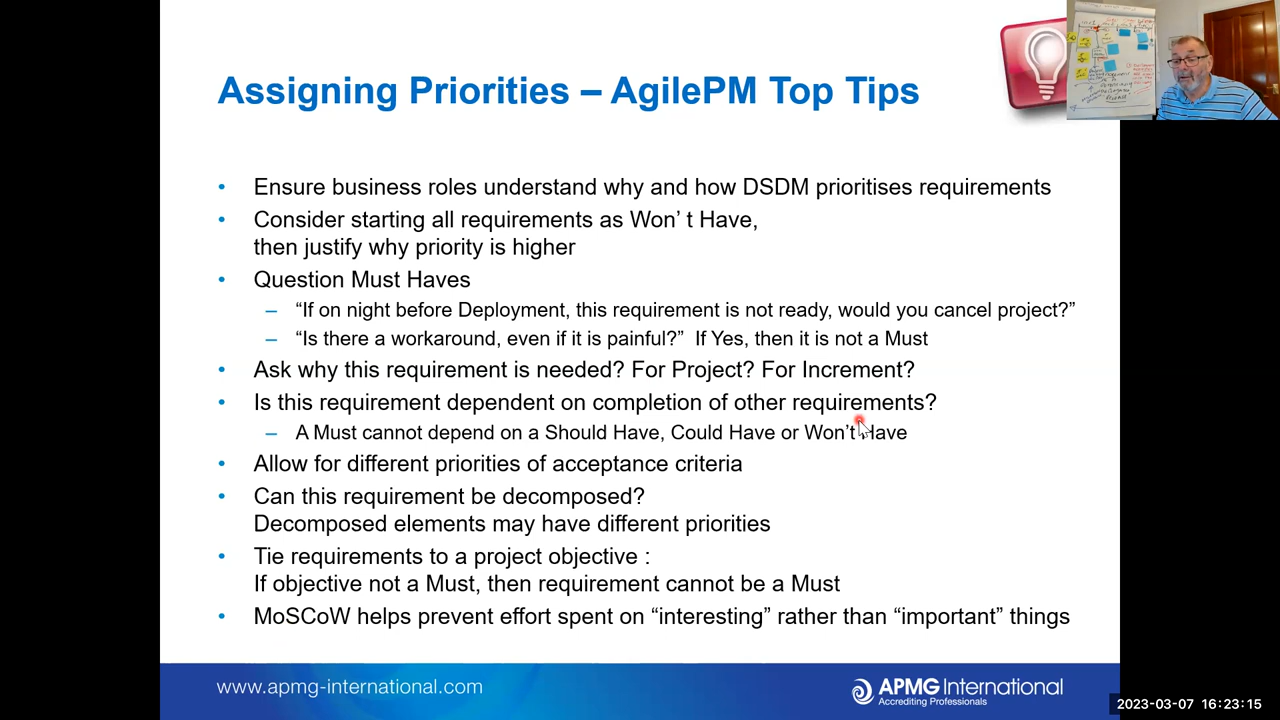 Assigning Priorities – AgilePM Top Tips
• Ensure business roles understand why and how DSDM prioritises requirements
• Consider starting all requirements as Won’ t Have,
then justify why priority is higher
• Question Must Haves
– “If on night before Deployment, this requirement is not ready, would you cancel project?”
– “Is there a workaround, even if it is painful?” If Yes, then it is not a Must
• Ask why this requirement is needed? For Project? For Increment?
• Is this requirement dependent on completion of other requirements?
– A Must cannot depend on a Should Have, Could Have or Won’t Have
• Allow for different priorities of acceptance criteria
• Can this requirement be decomposed?
Decomposed elements may have different priorities
• Tie requirements to a project objective :
If objective not a Must, then requirement cannot be a Must
• MoSCoW helps prevent effort spent on “interesting” rather than “important” things
www.apmg-international.com
APMG International
Accrediting Professionals
2023-03-07 16:23:15